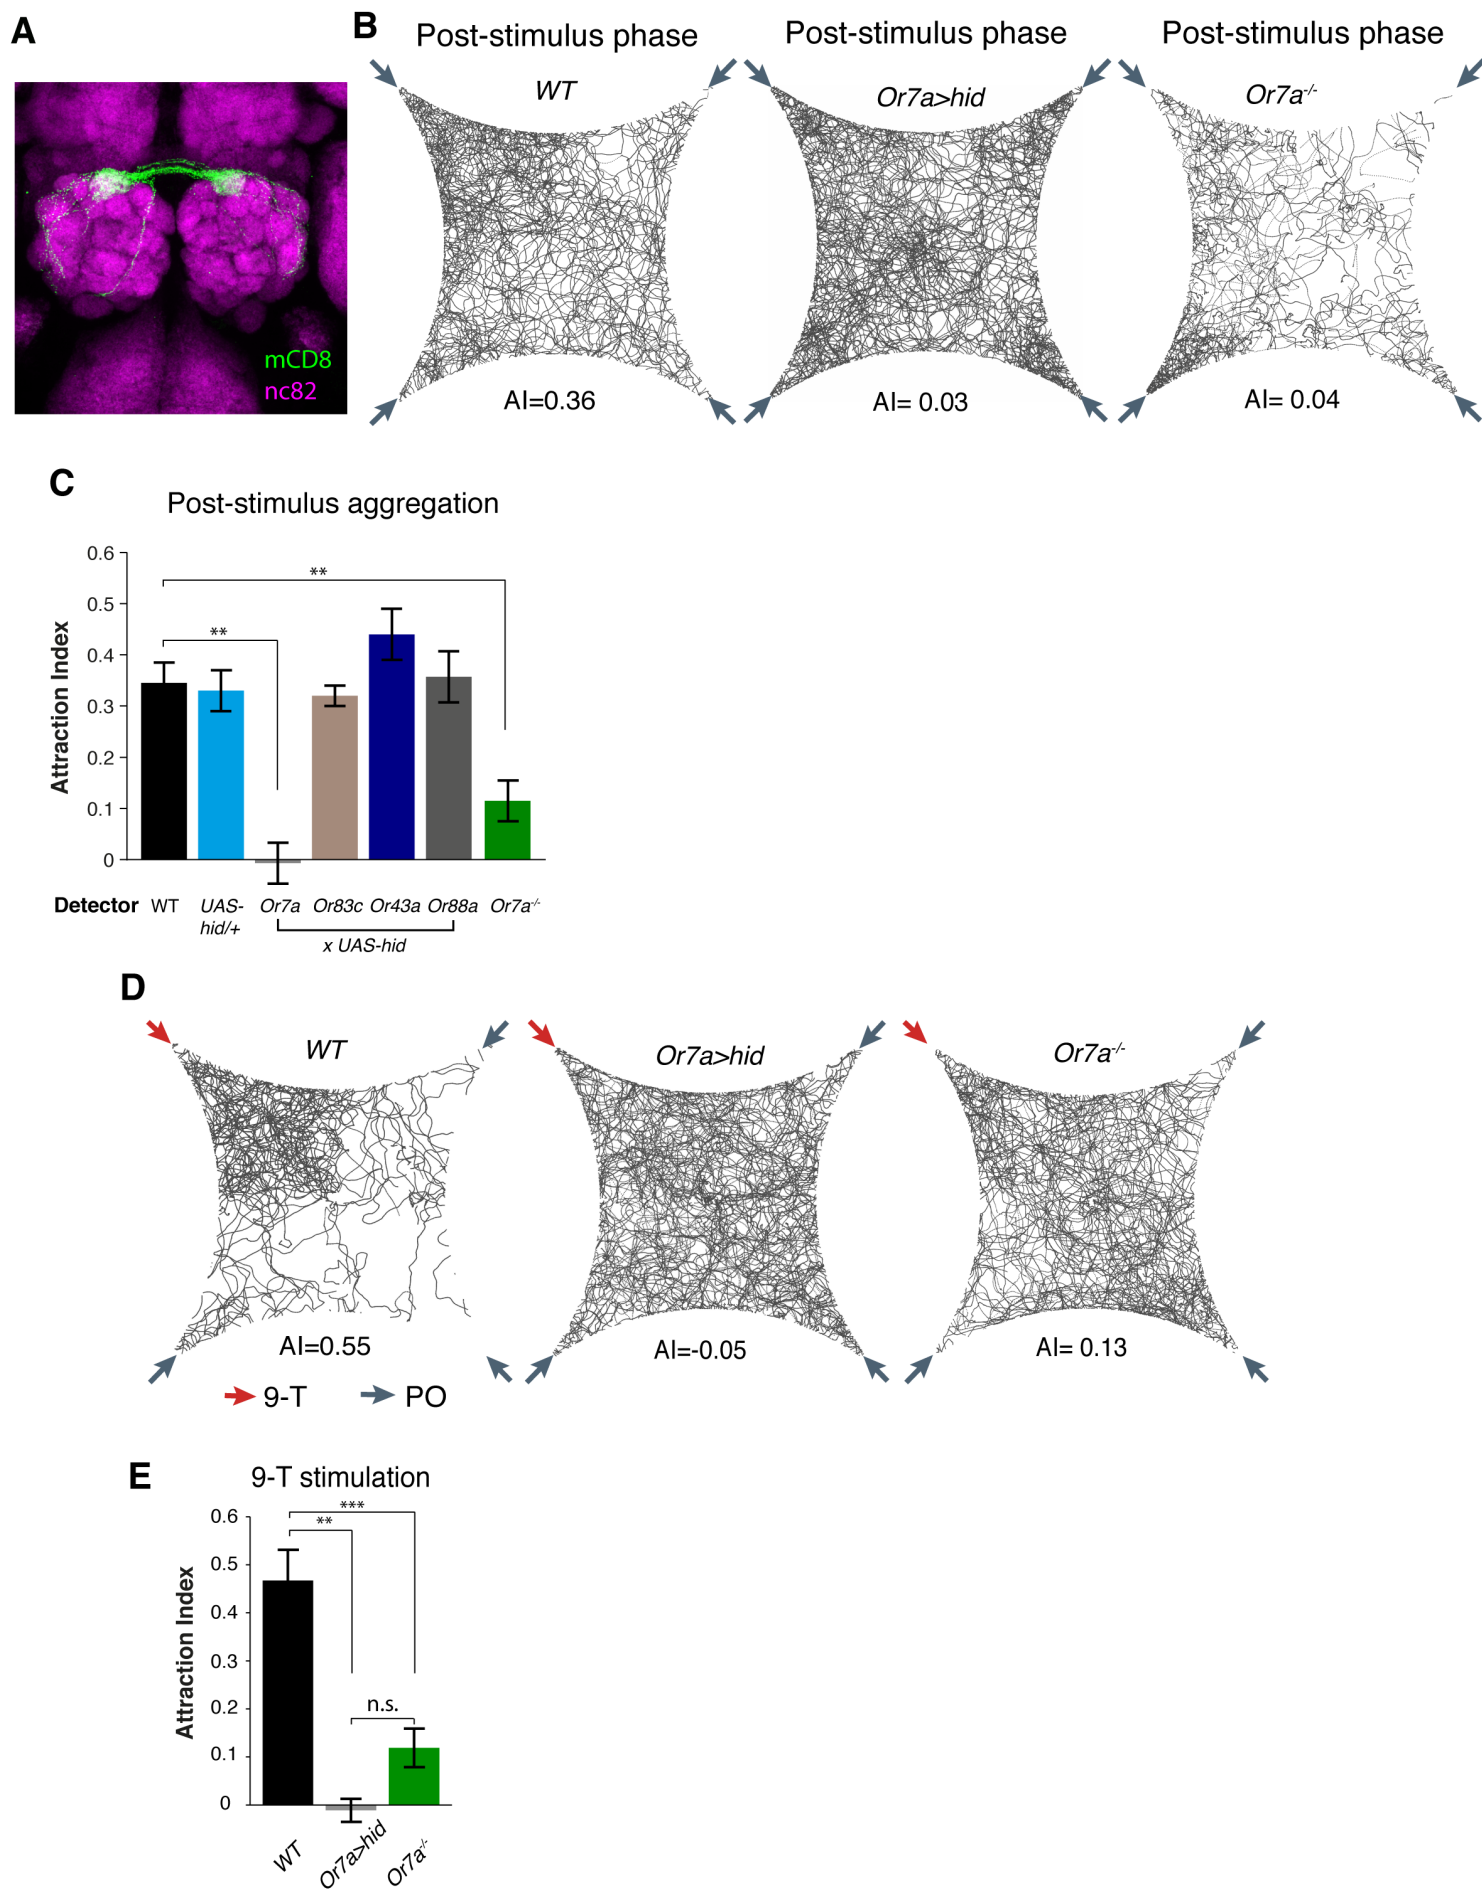 A
mCD8
nc82
B
Post-stimulus phase
Post-stimulus phase
Post-stimulus phase
WT
Or7a>hid
Or7a-/-
AI=0.36
AI= 0.03
AI= 0.04
C
Post-stimulus aggregation
Attraction Index
0.6
0.5
0.4
0.3
0.2
0.1
0
**
**
Detector
WT
UAS-
hid/+
Or7a
Or83c
Or43a
Or88a
Or7a-/-
x UAS-hid
D
WT
Or7a>hid
Or7a-/-
AI=0.55
AI=-0.05
AI= 0.13
9-T
PO
E
9-T stimulation
Attraction Index
0.6
0.5
0.4
0.3
0.2
0.1
0
***
**
n.s.
WT
Or7a>hid
Or7a-/-